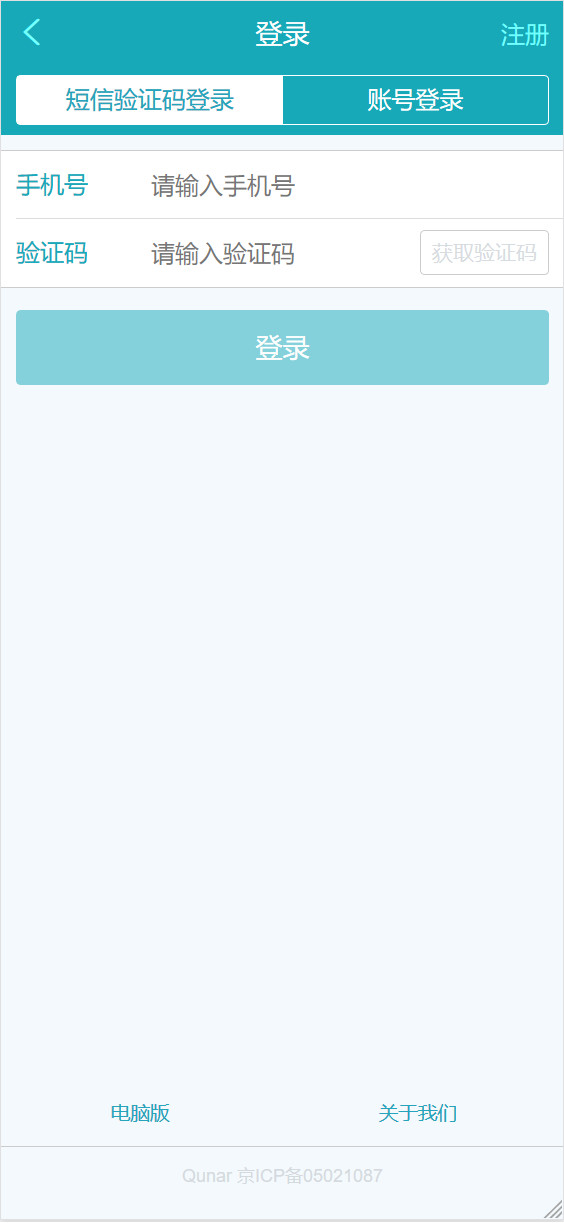 登录 注册
短信验证码登录 账号登录
手机号 请输入手机号
验证码 请输入验证码 获取验证码
登录
电脑版 关于我们
Qunar 京ICP备05021087